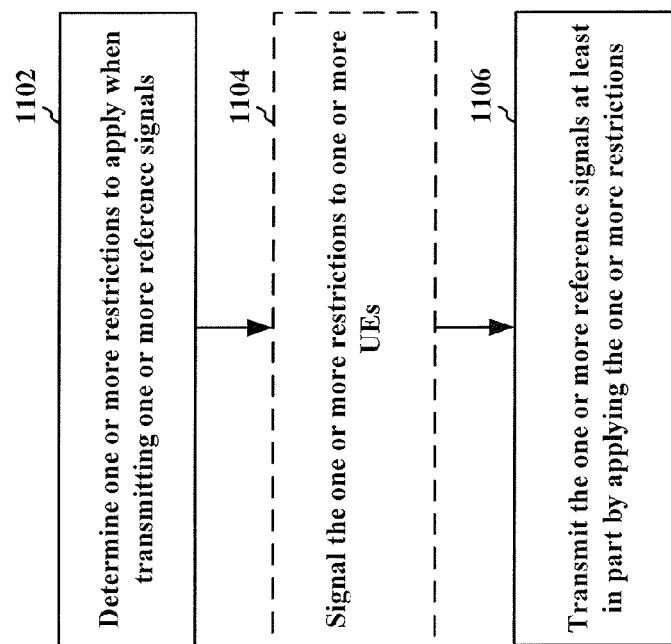 1102
Determine one or more restrictions to apply when
transmitting one or more reference signals
1104
Signal the one or more restrictions to one or more
UEs
1106
Transmit the one or more reference signals at least
in part by applying the one or more restrictions